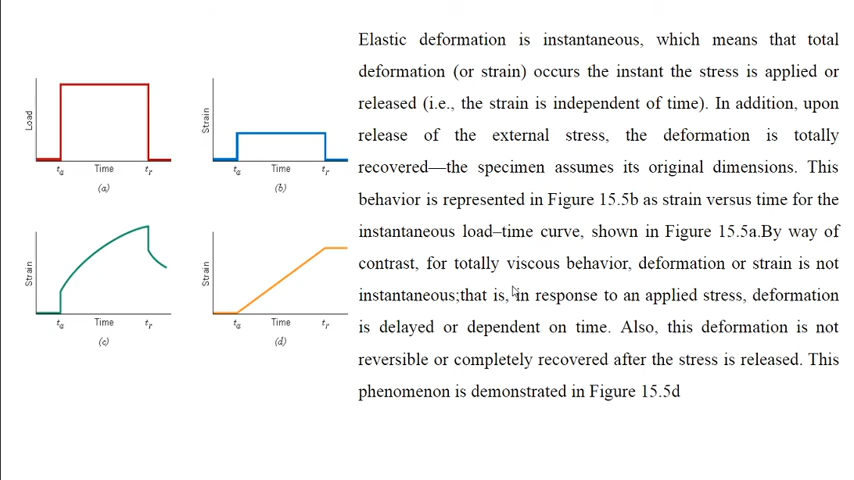 Elastic deformation is instantaneous, which means that total
deformation (or strain) occurs the instant the stress is applied or
released (i.e., the strain is independent of time). In addition, upon
release of the external stress, the deformation is totally
recovered—the specimen assumes its original dimensions. This
behavior is represented in Figure 15.5b as strain versus time for the
instantaneous load–time curve, shown in Figure 15.5a.By way of
contrast, for totally viscous behavior, deformation or strain is not
instantaneous;that is, in response to an applied stress, deformation
is delayed or dependent on time. Also, this deformation is not
reversible or completely recovered after the stress is released. This
phenomenon is demonstrated in Figure 15.5d
Load
ta Time tr
(a)
Strain
ta Time tr
(b)
Strain
ta Time tr
(c)
Strain
ta Time tr
(d)